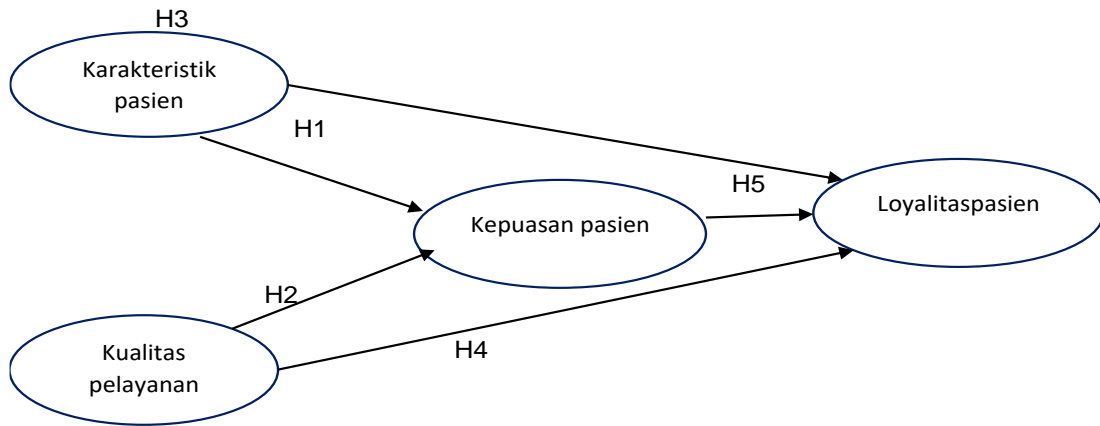 H3
Karakteristik
pasien
H1
H5
Kepuasan pasien
Loyalitaspasien
H2
H4
Kualitas
pelayanan